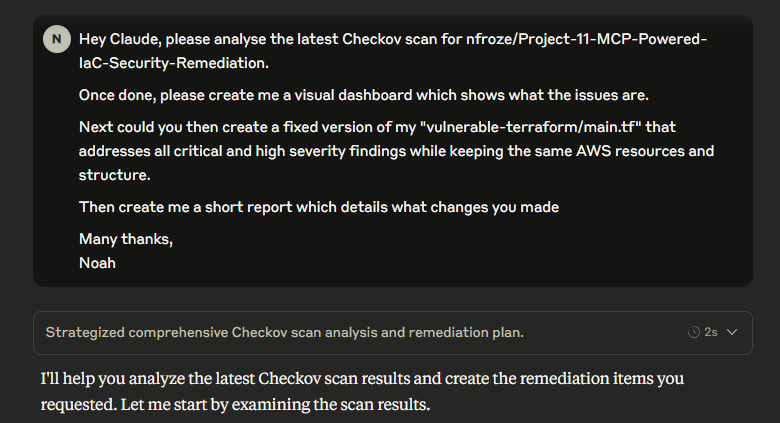 N
Hey Claude, please analyse the latest Checkov scan for nfroze/Project-11-MCP-Powered-
IaC-Security-Remediation.
Once done, please create me a visual dashboard which shows what the issues are.
Next could you then create a fixed version of my "vulnerable-terraform/main.tf" that
addresses all critical and high severity findings while keeping the same AWS resources and
structure.
Then create me a short report which details what changes you made
Many thanks,
Noah
Strategized comprehensive Checkov scan analysis and remediation plan. 2s
I'll help you analyze the latest Checkov scan results and create the remediation items you
requested. Let me start by examining the scan results.